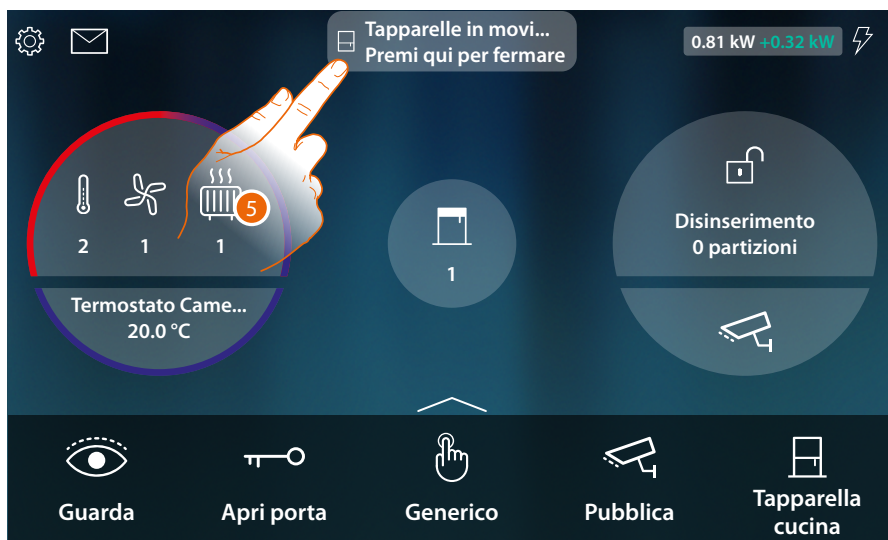 Tapparelle in movi...
Premi qui per fermare
0.81 kW +0.32 kW
5
2 1 1
Termostato Came...
20.0 °C
1
Disinserimento
0 partizioni
Guarda
Apri porta
Generico
Pubblica
Tapparella
cucina